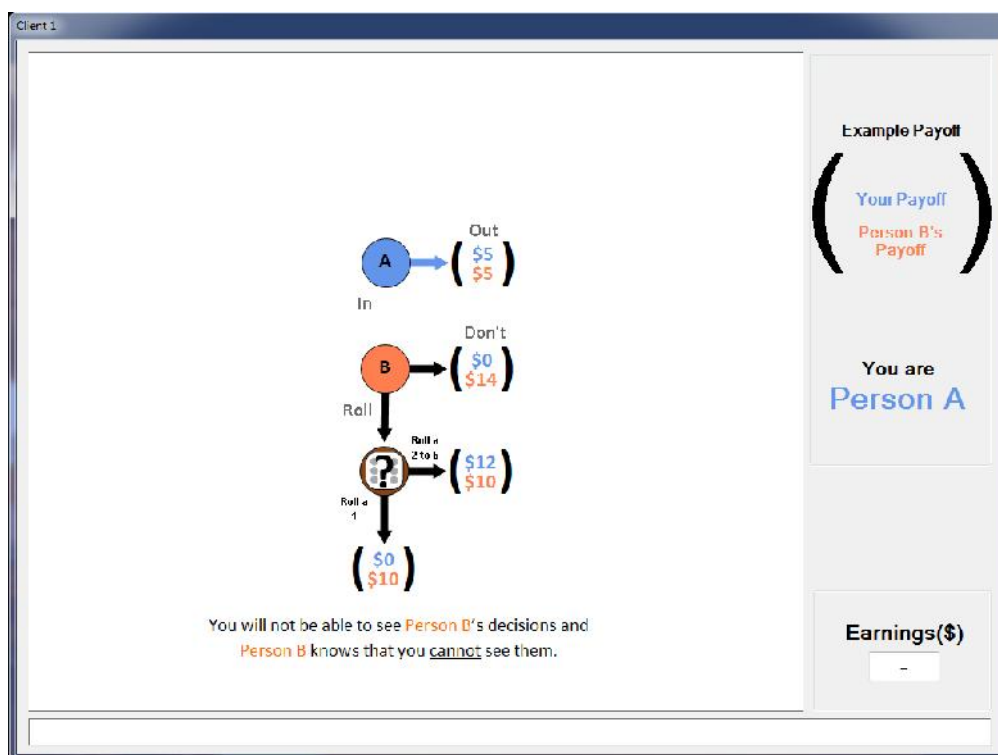 Client 1
Example Payoff
Your Payoff
Person B's
Payoff
You are
Person A
Earnings($)
–
Out
A
$5
$5
In
Don't
B
$0
$14
Roll
Roll a
2 to 6
?
$12
$10
Roll a
1
$0
$10
You will not be able to see Person B's decisions and
Person B knows that you cannot see them.